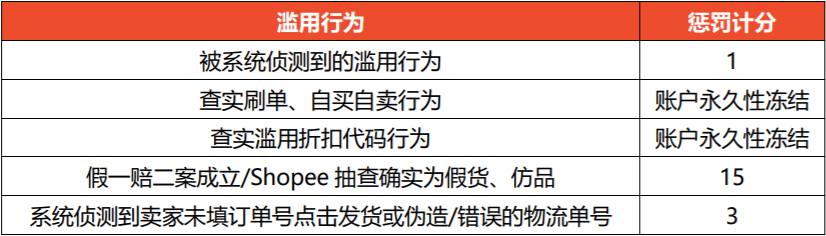 滥用行为 惩罚计分
被系统侦测到的滥用行为 1
查实刷单、自买自卖行为 账户永久性冻结
查实滥用折扣代码行为 账户永久性冻结
假一赔二案成立/Shopee 抽查确实为假货、仿品 15
系统侦测到卖家未填订单号点击发货或伪造/错误的物流单号 3